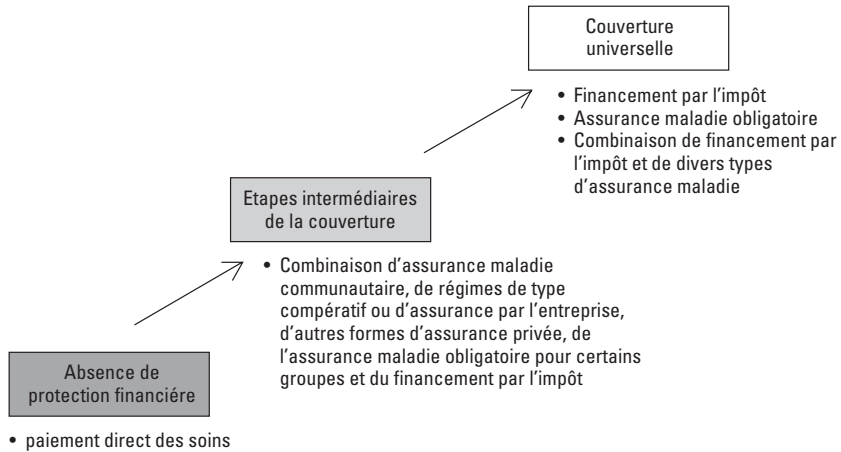 Couverture
universelle
• Financement par l'impôt
• Assurance maladie obligatoire
• Combinaison de financement par
l'impôt et de divers types
d'assurance maladie
Etapes intermédiaires
de la couverture
• Combinaison d'assurance maladie
communautaire, de régimes de type
compératif ou d'assurance par l'entreprise,
d'autres formes d'assurance privée, de
l'assurance maladie obligatoire pour certains
groupes et du financement par l'impôt
Absence de
protection financiére
• paiement direct des soins